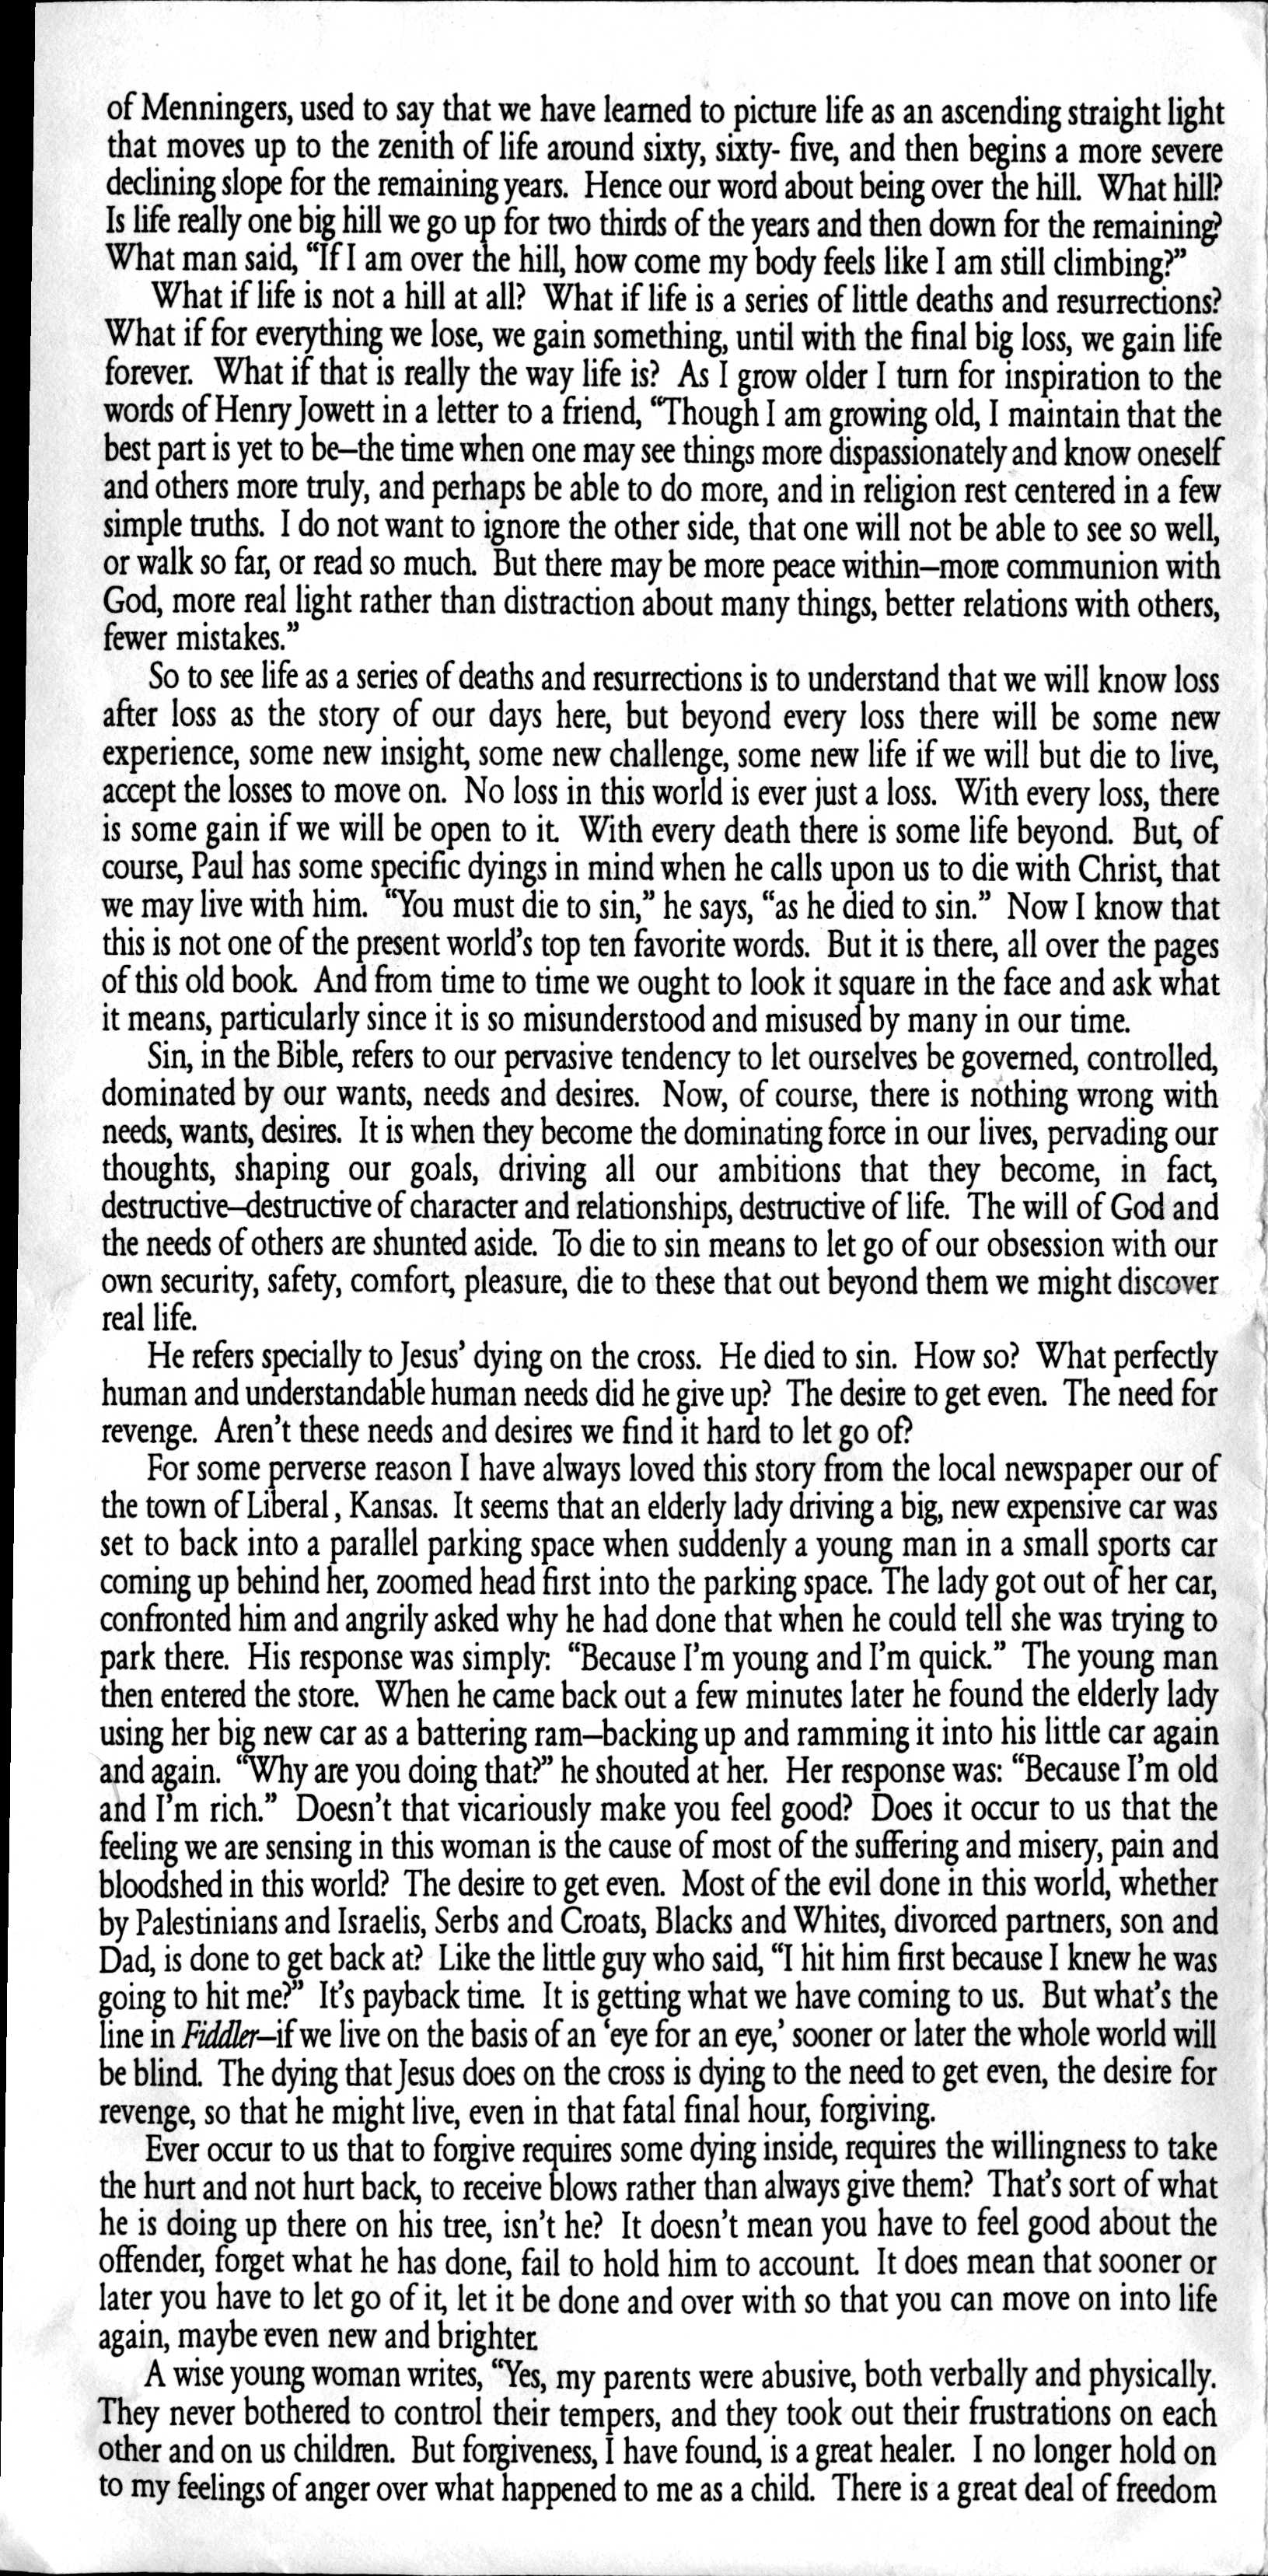 of Menningers, used to say that we have learned to picture life as an ascending straight light
that moves up to the zenith of life around sixty, sixty- five, and then begins a more severe
declining slope for the remaining years. Hence our word about being over the hill. What hill?
Is life really one big hill we go up for two thirds of the years and then down for the remaining?
What man said, “If I am over the hill, how come my body feels like I am still climbing?”
What if life is not a hill at all? What if life is a series of little deaths and resurrections?
What if for everything we lose, we gain something, until with the final big loss, we gain life
forever. What if that is really the way life is? As I grow older I turn for inspiration to the
words of Henry Jowett in a letter to a friend, “Though I am growing old, I maintain that the
best part is yet to be–the time when one may see things more dispassionately and know oneself
and others more truly, and perhaps be able to do more, and in religion rest centered in a few
simple truths. I do not want to ignore the other side, that one will not be able to see so well,
or walk so far, or read so much. But there may be more peace within–more communion with
God, more real light rather than distraction about many things, better relations with others,
fewer mistakes.”
So to see life as a series of deaths and resurrections is to understand that we will know loss
after loss as the story of our days here, but beyond every loss there will be some new
experience, some new insight, some new challenge, some new life if we will but die to live,
accept the losses to move on. No loss in this world is ever just a loss. With every loss, there
is some gain if we will be open to it. With every death there is some life beyond. But, of
course, Paul has some specific dyings in mind when he calls upon us to die with Christ, that
we may live with him. “You must die to sin,” he says, “as he died to sin.” Now I know that
this is not one of the present world’s top ten favorite words. But it is there, all over the pages
of this old book. And from time to time we ought to look it square in the face and ask what
it means, particularly since it is so misunderstood and misused by many in our time.
Sin, in the Bible, refers to our pervasive tendency to let ourselves be governed, controlled,
dominated by our wants, needs and desires. Now, of course, there is nothing wrong with
needs, wants, desires. It is when they become the dominating force in our lives, pervading our
thoughts, shaping our goals, driving all our ambitions that they become, in fact,
destructive–destructive of character and relationships, destructive of life. The will of God and
the needs of others are shunted aside. To die to sin means to let go of our obsession with our
own security, safety, comfort, pleasure, die to these that out beyond them we might discover
real life.
He refers specially to Jesus’ dying on the cross. He died to sin. How so? What perfectly
human and understandable human needs did he give up? The desire to get even. The need for
revenge. Aren’t these needs and desires we find it hard to let go of?
For some perverse reason I have always loved this story from the local newspaper our of
the town of Liberal , Kansas. It seems that an elderly lady driving a big, new expensive car was
set to back into a parallel parking space when suddenly a young man in a small sports car
coming up behind her, zoomed head first into the parking space. The lady got out of her car,
confronted him and angrily asked why he had done that when he could tell she was trying to
park there. His response was simply: “Because I’m young and I’m quick.” The young man
then entered the store. When he came back out a few minutes later he found the elderly lady
using her big new car as a battering ram–backing up and ramming it into his little car again
and again. “Why are you doing that?” he shouted at her. Her response was: “Because I’m old
and I’m rich.” Doesn’t that vicariously make you feel good? Does it occur to us that the
feeling we are sensing in this woman is the cause of most of the suffering and misery, pain and
bloodshed in this world? The desire to get even. Most of the evil done in this world, whether
by Palestinians and Israelis, Serbs and Croats, Blacks and Whites, divorced partners, son and
Dad, is done to get back at? Like the little guy who said, “I hit him first because I knew he was
going to hit me?” It’s payback time. It is getting what we have coming to us. But what’s the
line in Fiddler–if we live on the basis of an ‘eye for an eye,’ sooner or later the whole world will
be blind. The dying that Jesus does on the cross is dying to the need to get even, the desire for
revenge, so that he might live, even in that fatal final hour, forgiving.
Ever occur to us that to forgive requires some dying inside, requires the willingness to take
the hurt and not hurt back, to receive blows rather than always give them? That’s sort of what
he is doing up there on his tree, isn’t he? It doesn’t mean you have to feel good about the
offender, forget what he has done, fail to hold him to account. It does mean that sooner or
later you have to let go of it, let it be done and over with so that you can move on into life
again, maybe even new and brighter.
A wise young woman writes, “Yes, my parents were abusive, both verbally and physically.
They never bothered to control their tempers, and they took out their frustrations on each
other and on us children. But forgiveness, I have found, is a great healer. I no longer hold on
to my feelings of anger over what happened to me as a child. There is a great deal of freedom